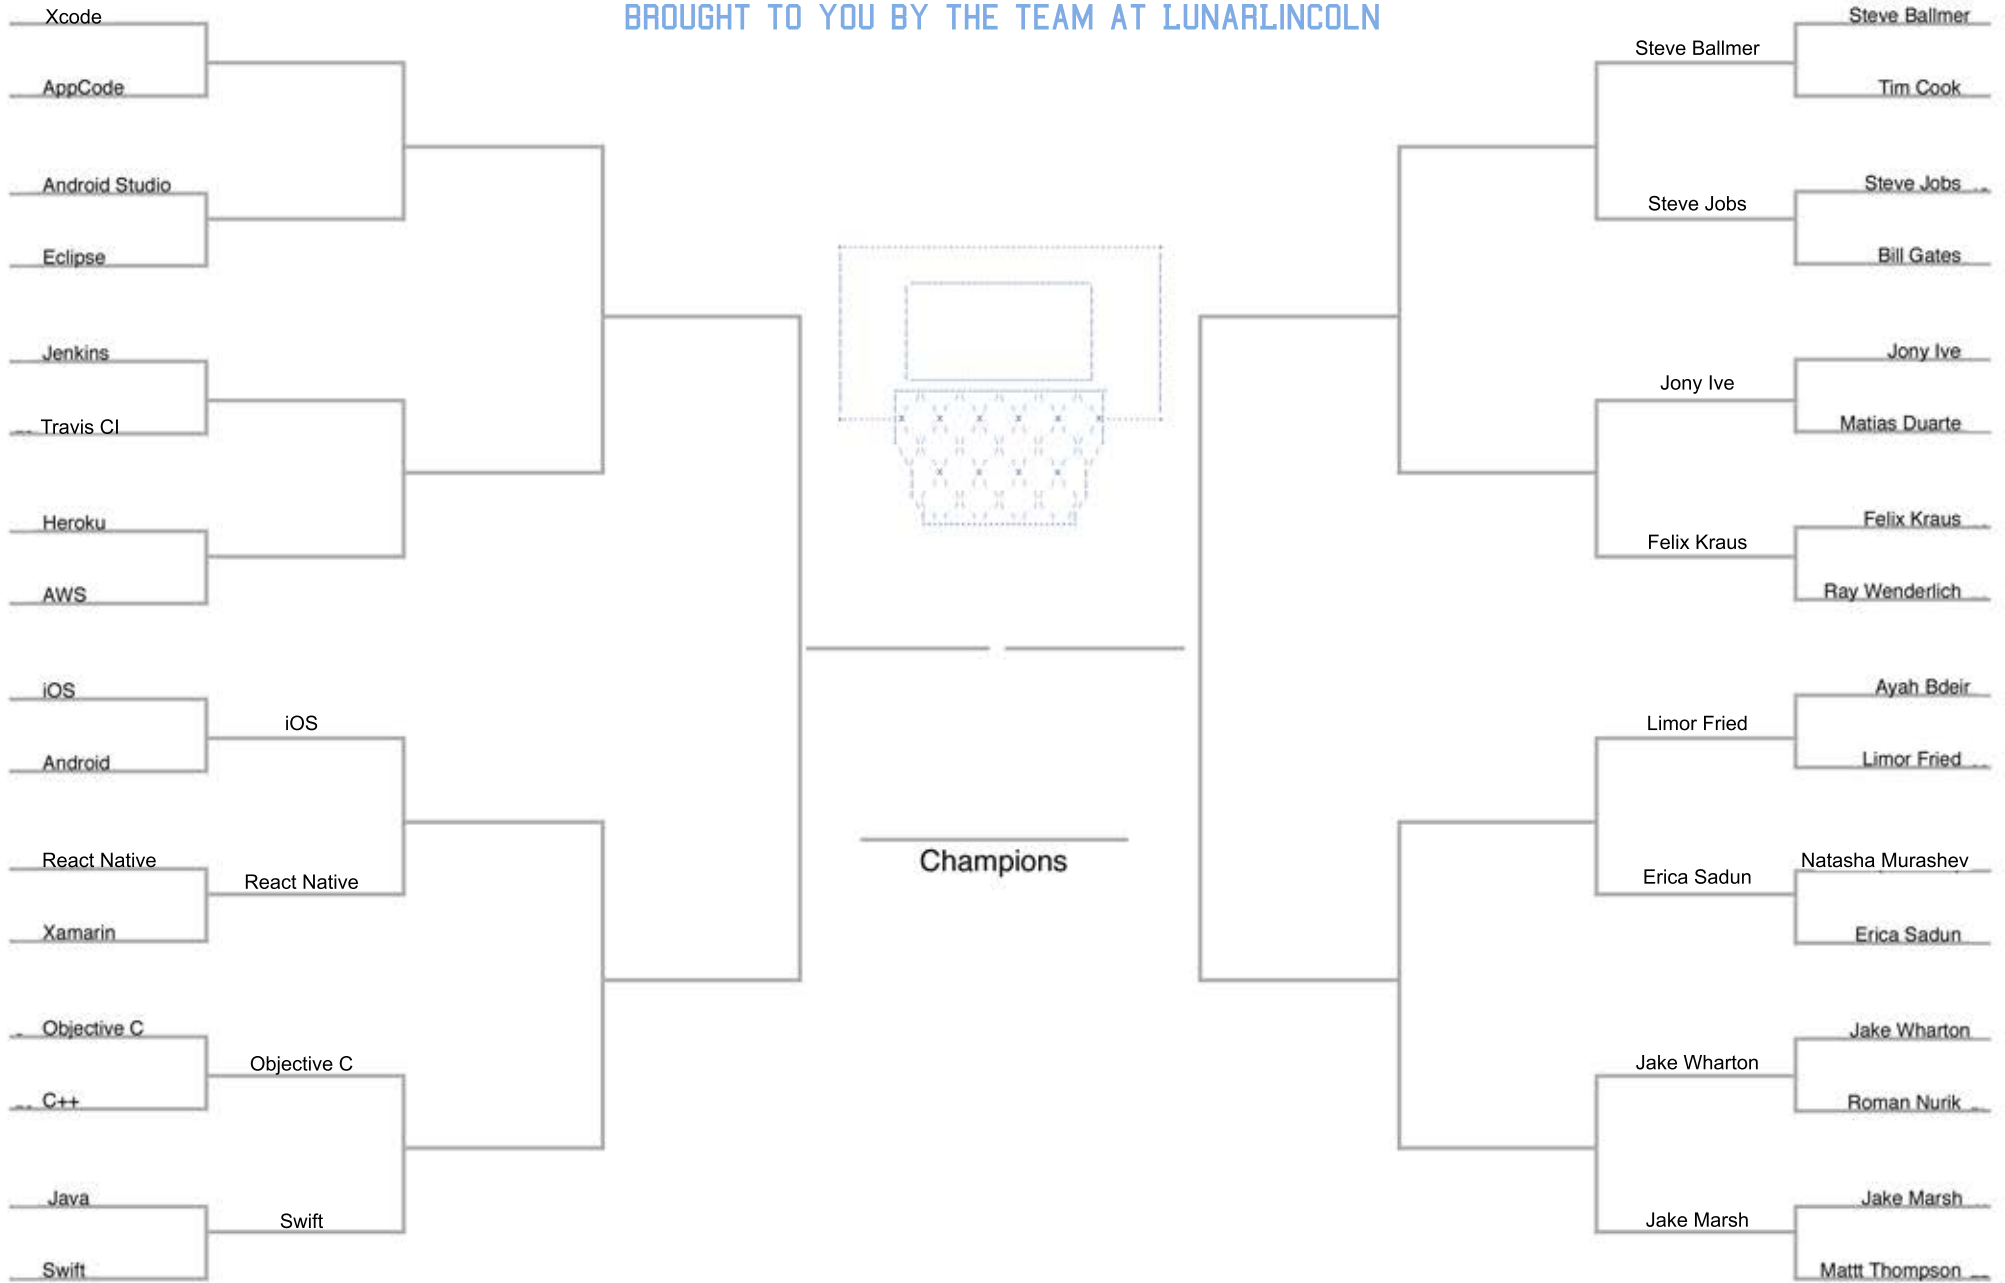 BROUGHT TO YOU BY THE TEAM AT LUNARLINCOLN
Xcode
AppCode
Android Studio
Eclipse
Jenkins
Travis CI
Heroku
AWS
iOS
Android
React Native
Xamarin
Objective C
C++
Java
Swift
iOS
React Native
Objective C
Swift
Champions
Steve Ballmer
Steve Jobs
Jony Ive
Felix Kraus
Limor Fried
Erica Sadun
Jake Wharton
Jake Marsh
Steve Ballmer
Tim Cook
Steve Jobs
Bill Gates
Jony Ive
Matias Duarte
Felix Kraus
Ray Wenderlich
Ayah Bdeir
Limor Fried
Natasha Murashev
Erica Sadun
Jake Wharton
Roman Nurik
Jake Marsh
Mattt Thompson